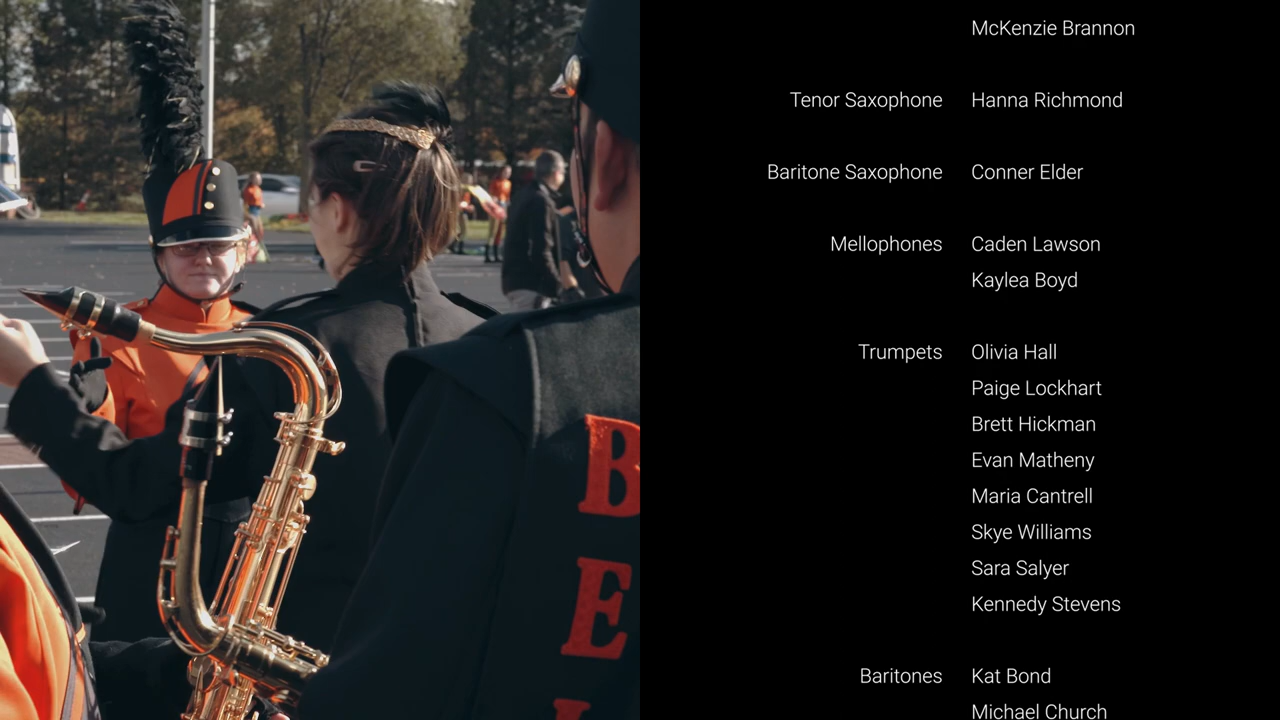 B
E
McKenzie Brannon
Tenor Saxophone Hanna Richmond
Baritone Saxophone Conner Elder
Mellophones Caden Lawson
Kaylea Boyd
Trumpets Olivia Hall
Paige Lockhart
Brett Hickman
Evan Matheny
Maria Cantrell
Skye Williams
Sara Salyer
Kennedy Stevens
Baritones Kat Bond
Michael Church